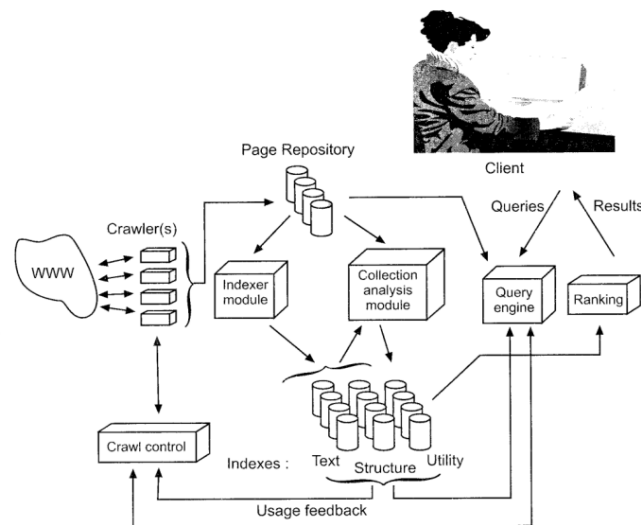 Page Repository
Client
Crawler(s)
Queries
Results
WWW
Indexer
module
Collection
analysis
module
Query
engine
Ranking
Crawl control
Indexes : Text Structure Utility
Usage feedback